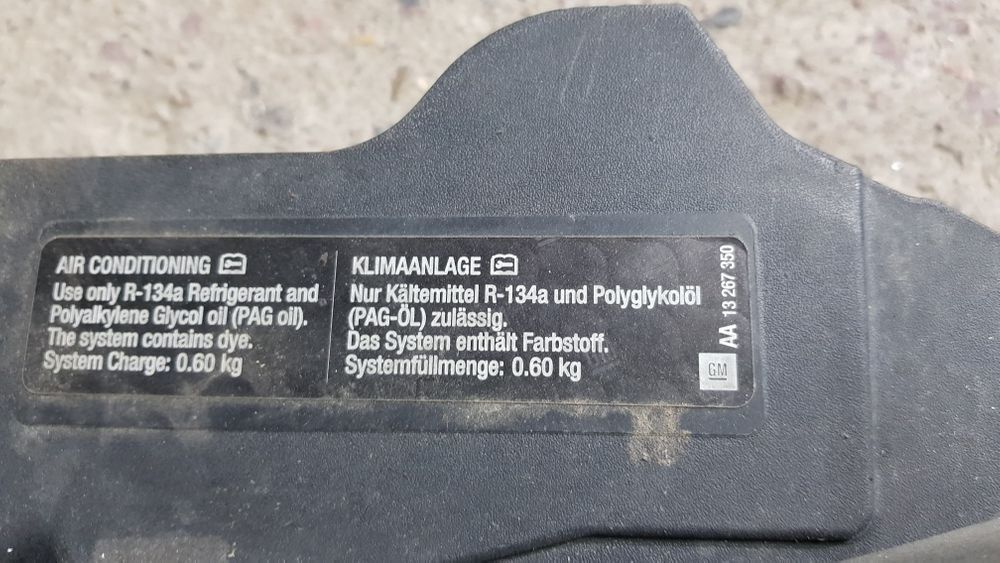 AIR CONDITIONING
Use only R-134a Refrigerant and
Polyalkylene Glycol oil (PAG oil).
The system contains dye.
System Charge: 0.60 kg
KLIMAANLAGE
Nur Kältemittel R-134a und Polyglykolöl
(PAG-ÖL) zulässig.
Das System enthält Farbstoff.
Systemfüllmenge: 0.60 kg
AA 13 267 350
GM